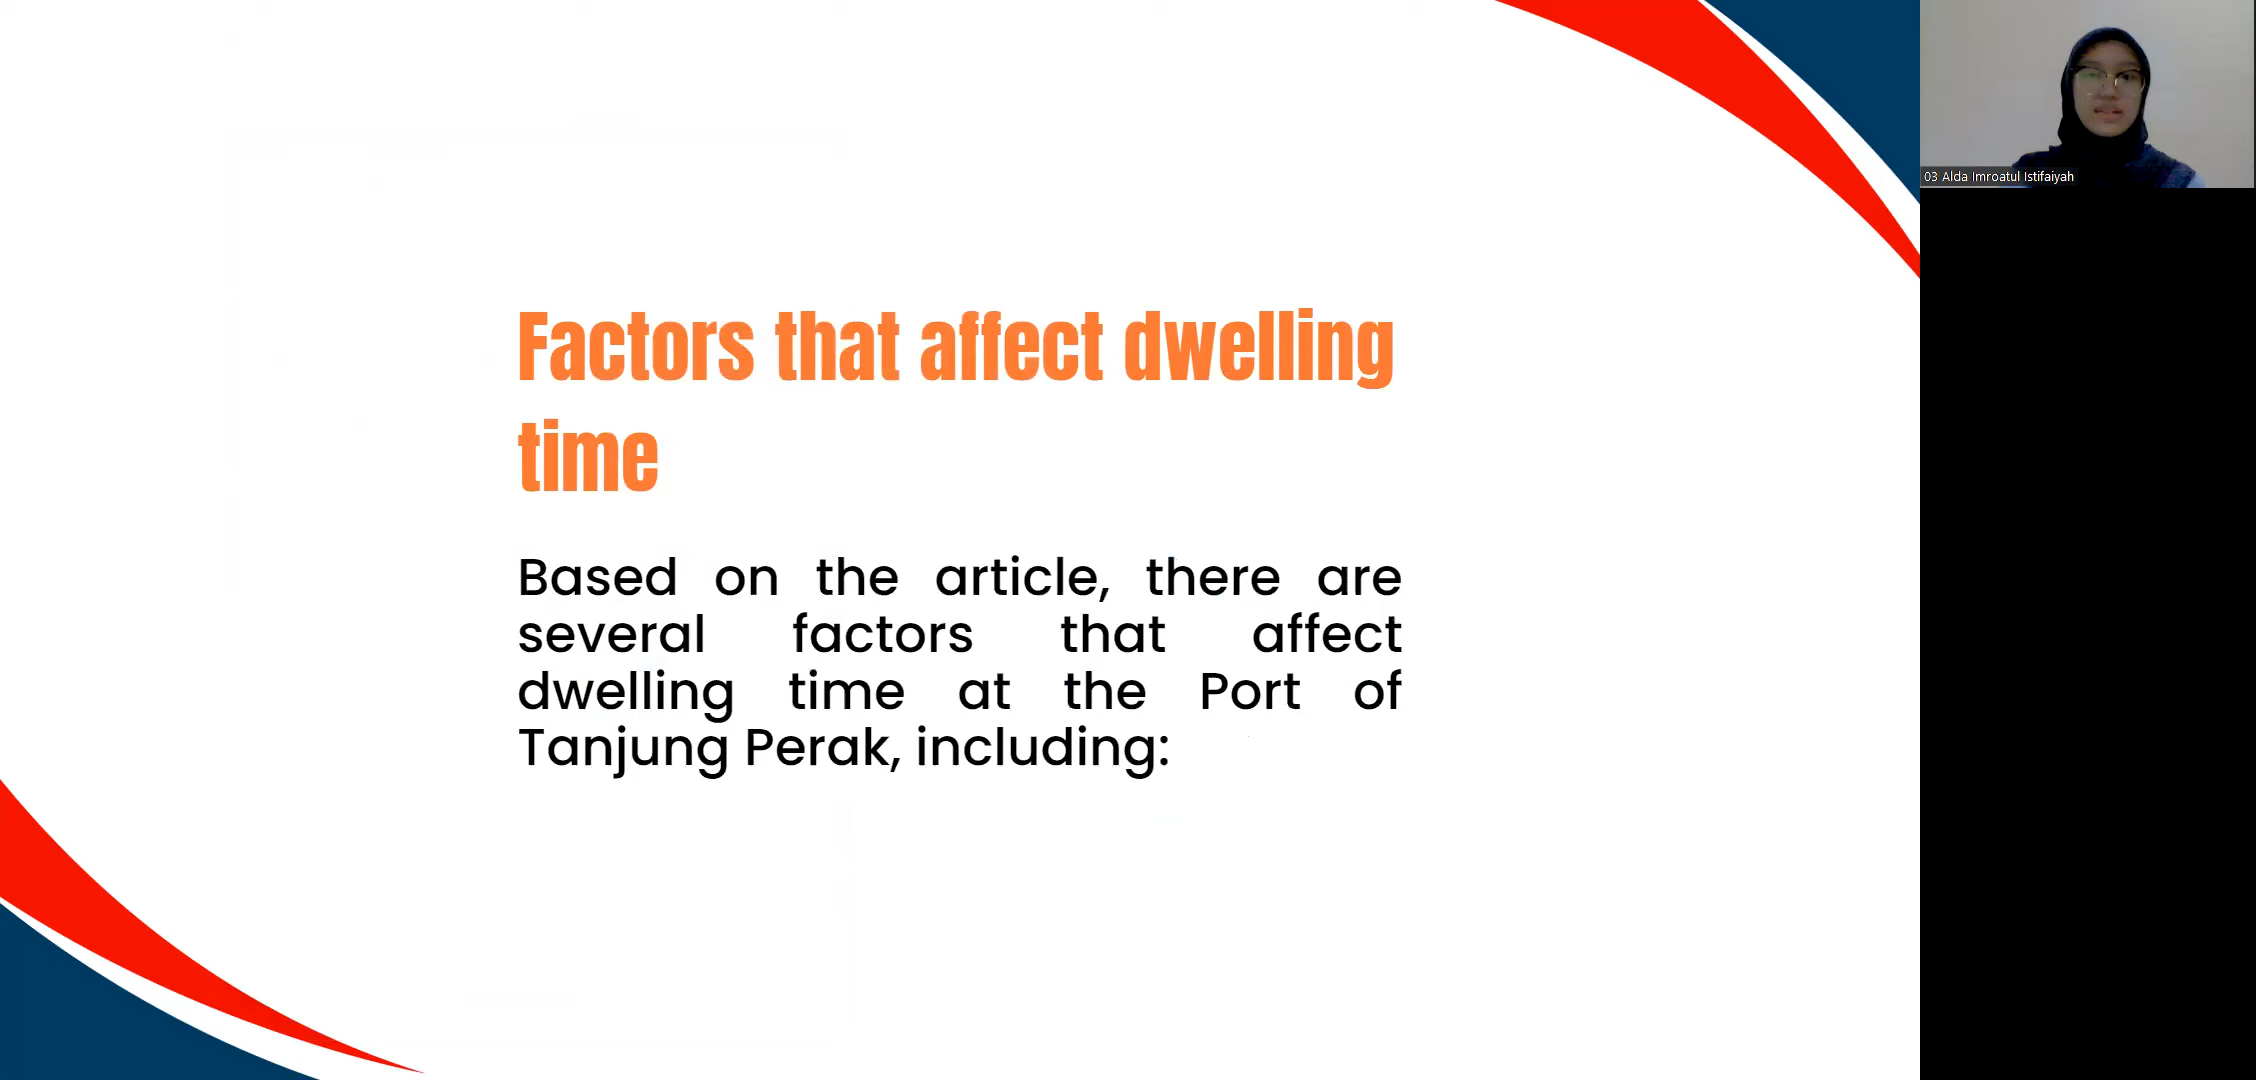 Factors that affect dwelling
time
Based on the article, there are
several factors that affect
dwelling time at the Port of
Tanjung Perak, including:
03 Alda Imroatul Istifaiyah